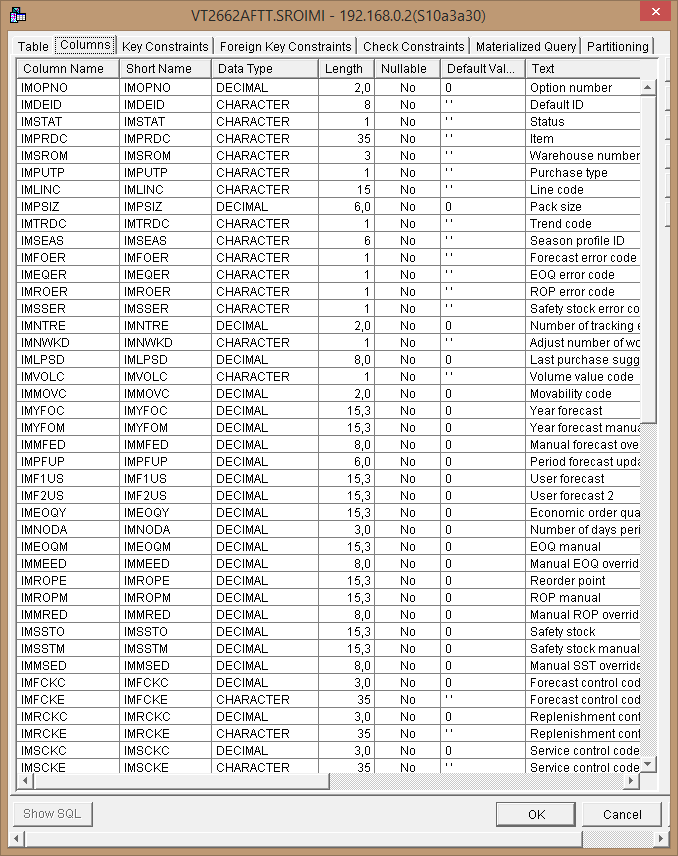 VT2662AFTT.SROIMI - 192.168.0.2(S10a3a30)
Table Columns Key Constraints Foreign Key Constraints Check Constraints Materialized Query Partitioning
Column Name Short Name Data Type Length Nullable Default Val... Text
IMOPNO IMOPNO DECIMAL 2,0 No 0 Option number
IMDEID IMDEID CHARACTER 8 No ' ' Default ID
IMSTAT IMSTAT CHARACTER 1 No ' ' Status
IMPRDC IMPRDC CHARACTER 35 No ' ' Item
IMSROM IMSROM CHARACTER 3 No ' ' Warehouse number
IMPUTP IMPUTP CHARACTER 1 No ' ' Purchase type
IMLINC IMLINC CHARACTER 15 No ' ' Line code
IMPSIZ IMPSIZ DECIMAL 6,0 No 0 Pack size
IMTRDC IMTRDC CHARACTER 1 No ' ' Trend code
IMSEAS IMSEAS CHARACTER 6 No ' ' Season profile ID
IMFOER IMFOER CHARACTER 1 No ' ' Forecast error code
IMEQER IMEQER CHARACTER 1 No ' ' EOQ error code
IMROER IMROER CHARACTER 1 No ' ' ROP error code
IMSSER IMSSER CHARACTER 1 No ' ' Safety stock error co
IMNTRE IMNTRE DECIMAL 2,0 No 0 Number of tracking e
IMNWKD IMNWKD CHARACTER 1 No ' ' Adjust number of wo
IMLPSD IMLPSD DECIMAL 8,0 No 0 Last purchase sugg
IMVOLC IMVOLC CHARACTER 1 No ' ' Volume value code
IMMOVC IMMOVC DECIMAL 2,0 No 0 Movability code
IMYFOC IMYFOC DECIMAL 15,3 No 0 Year forecast
IMYFOM IMYFOM DECIMAL 15,3 No 0 Year forecast manua
IMMFED IMMFED DECIMAL 8,0 No 0 Manual forecast ove
IMPFUP IMPFUP DECIMAL 6,0 No 0 Period forecast upda
IMF1US IMF1US DECIMAL 15,3 No 0 User forecast
IMF2US IMF2US DECIMAL 15,3 No 0 User forecast 2
IMEOQY IMEOQY DECIMAL 15,3 No 0 Economic order qua
IMNODA IMNODA DECIMAL 3,0 No 0 Number of days peri
IMEOQM IMEOQM DECIMAL 15,3 No 0 EOQ manual
IMMEED IMMEED DECIMAL 8,0 No 0 Manual EOQ overrid
IMROPE IMROPE DECIMAL 15,3 No 0 Reorder point
IMROPM IMROPM DECIMAL 15,3 No 0 ROP manual
IMMRED IMMRED DECIMAL 8,0 No 0 Manual ROP overrid
IMSSTO IMSSTO DECIMAL 15,3 No 0 Safety stock
IMSSTM IMSSTM DECIMAL 15,3 No 0 Safety stock manual
IMMSED IMMSED DECIMAL 8,0 No 0 Manual SST override
IMFCKC IMFCKC DECIMAL 3,0 No 0 Forecast control cod
IMFCKE IMFCKE CHARACTER 35 No ' ' Forecast control cod
IMRCKC IMRCKC DECIMAL 3,0 No 0 Replenishment conf
IMRCKE IMRCKE CHARACTER 35 No ' ' Replenishment conf
IMSCKC IMSCKC DECIMAL 3,0 No 0 Service control code
IMSCKE IMSCKE CHARACTER 35 No ' ' Service control code
Show SQL OK Cancel